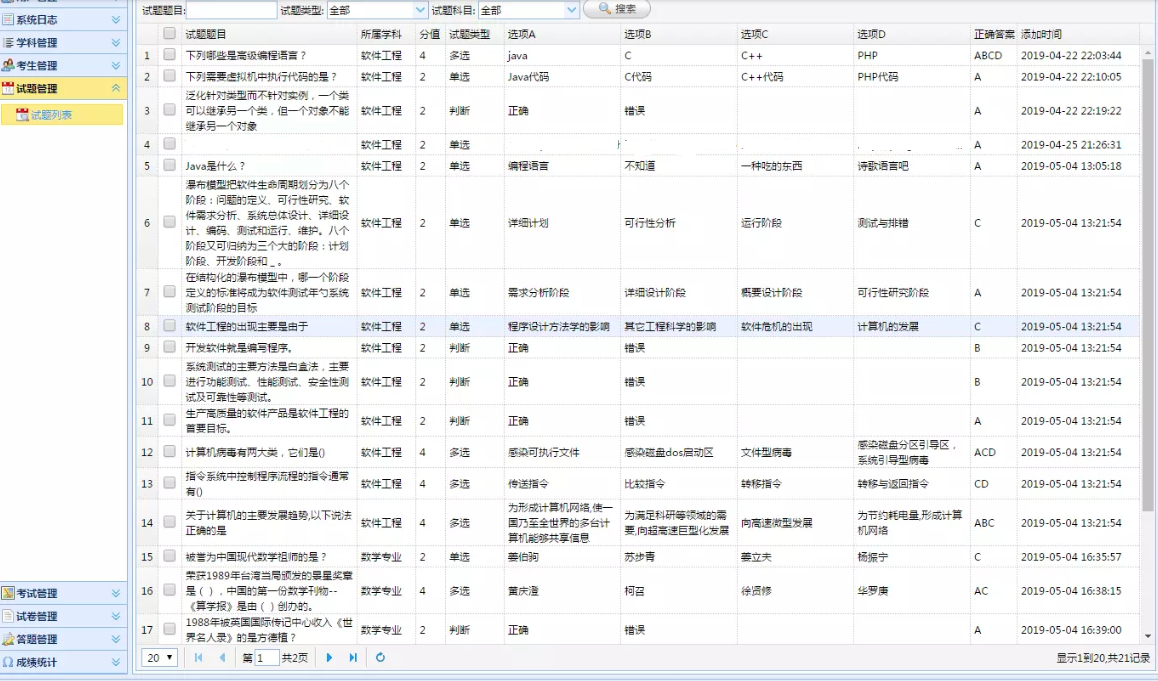 系统日志
学科管理
考生管理
试题管理
试题列表
考试管理
试卷管理
答题管理
成绩统计
试题题目: 试题类型: 全部 试题科目: 全部 搜索
试题题目 所属学科 分值 试题类型 选项A 选项B 选项C 选项D 正确答案 添加时间
1 下列哪些是高级编程语言？ 软件工程 4 多选 java C C++ PHP ABCD 2019-04-22 22:03:44
2 下列需要虚拟机中执行代码的是？ 软件工程 2 单选 Java代码 C代码 C++代码 PHP代码 A 2019-04-22 22:10:05
泛化针对类型而不针对实例，一个类
3 可以继承另一个类，但一个对象不能 软件工程 2 判断 正确 错误 A 2019-04-22 22:19:22
继承另一个对象
4 软件工程 2 单选 A 2019-04-25 21:26:31
5 Java是什么？ 软件工程 2 单选 编程语言 不知道 一种吃的东西 诗歌语言吧 A 2019-05-04 13:05:18
瀑布模型把软件生命周期划分为八个
阶段：问题的定义、可行性研究、软
件需求分析、系统总体设计、详细设
6 计、编码、测试和运行、维护。八个 软件工程 2 单选 详细计划 可行性分析 运行阶段 测试与排错 C 2019-05-04 13:21:54
阶段又可归纳为三个大的阶段：计划
阶段、开发阶段和 _ 。
在结构化的瀑布模型中，哪一个阶段
7 定义的标准将成为软件测试年勺系统 软件工程 2 单选 需求分析阶段 详细设计阶段 概要设计阶段 可行性研究阶段 A 2019-05-04 13:21:54
测试阶段的目标
8 软件工程的出现主要是由于 软件工程 2 单选 程序设计方法学的影响 其它工程科学的影响 软件危机的出现 计算机的发展 C 2019-05-04 13:21:54
9 开发软件就是编写程序。 软件工程 2 判断 正确 错误 B 2019-05-04 13:21:54
系统测试的主要方法是白盒法，主要
10 进行功能测试、性能测试、安全性测 软件工程 2 判断 正确 错误 B 2019-05-04 13:21:54
试及可靠性等测试。
11 生产高质量的软件产品是软件工程的 软件工程 2 判断 正确 错误 A 2019-05-04 13:21:54
首要目标。
12 计算机病毒有两大类，它们是() 软件工程 4 多选 感染可执行文件 感染磁盘dos启动区 文件型病毒 感染磁盘分区引导区， ACD 2019-05-04 13:21:54
系统引导型病毒
13 指令系统中控制程序流程的指令通常 软件工程 4 多选 传送指令 比较指令 转移指令 转移与返回指令 CD 2019-05-04 13:21:54
有()
14 关于计算机的主要发展趋势,以下说法 软件工程 4 多选 为形成计算机网络,使一 为满足科研等领域的需 向高速微型发展 为节约耗电量,形成计算 ABC 2019-05-04 13:21:54
正确的是 国乃至全世界的多台计 要,向超高速巨型化发展 机网络
算机能够共享信息
15 被誉为中国现代数学祖师的是？ 数学专业 2 单选 姜伯驹 苏步青 姜立夫 杨振宁 C 2019-05-04 16:35:57
荣获1989年台湾当局颁发的景星奖章
16 是（ ），中国的第一份数学刊物-- 数学专业 4 多选 黄庆澄 柯召 徐贤修 华罗庚 AC 2019-05-04 16:38:15
《算学报》是由（ ）创办的。
17 1988年被英国国际传记中心收入《世 数学专业 2 判断 正确 错误 A 2019-05-04 16:39:00
界名人录》的是方德植？
20 第 1 共2页 显示1到20,共21记录